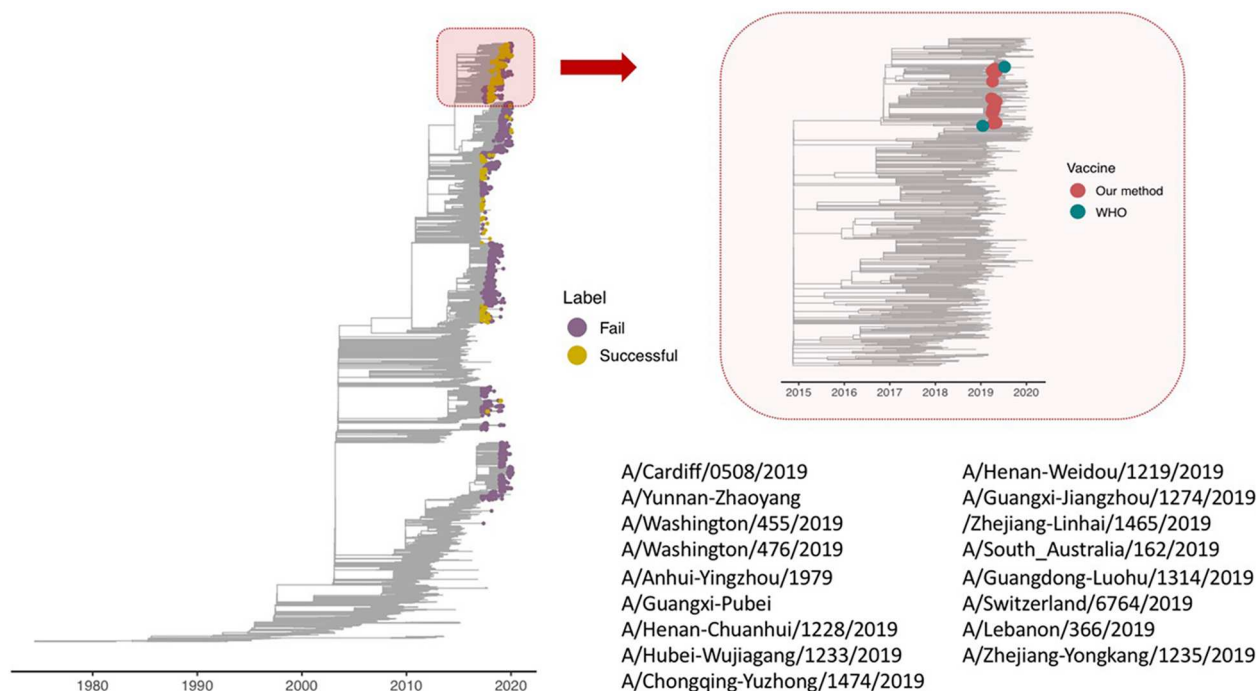 Label
Fail
Successful
1980
1990
2000
2010
2020
Vaccine
Our method
WHO
2015
2016
2017
2018
2019
2020
A/Cardiff/0508/2019
A/Yunnan-Zhaoyang
A/Washington/455/2019
A/Washington/476/2019
A/Anhui-Yingzhou/1979
A/Guangxi-Pubei
A/Henan-Chuanhui/1228/2019
A/Hubei-Wujiagang/1233/2019
A/Chongqing-Yuzhong/1474/2019
A/Henan-Weidou/1219/2019
A/Guangxi-Jiangzhou/1274/2019
/Zhejiang-Linhai/1465/2019
A/South_Australia/162/2019
A/Guangdong-Luohu/1314/2019
A/Switzerland/6764/2019
A/Lebanon/366/2019
A/Zhejiang-Yongkang/1235/2019